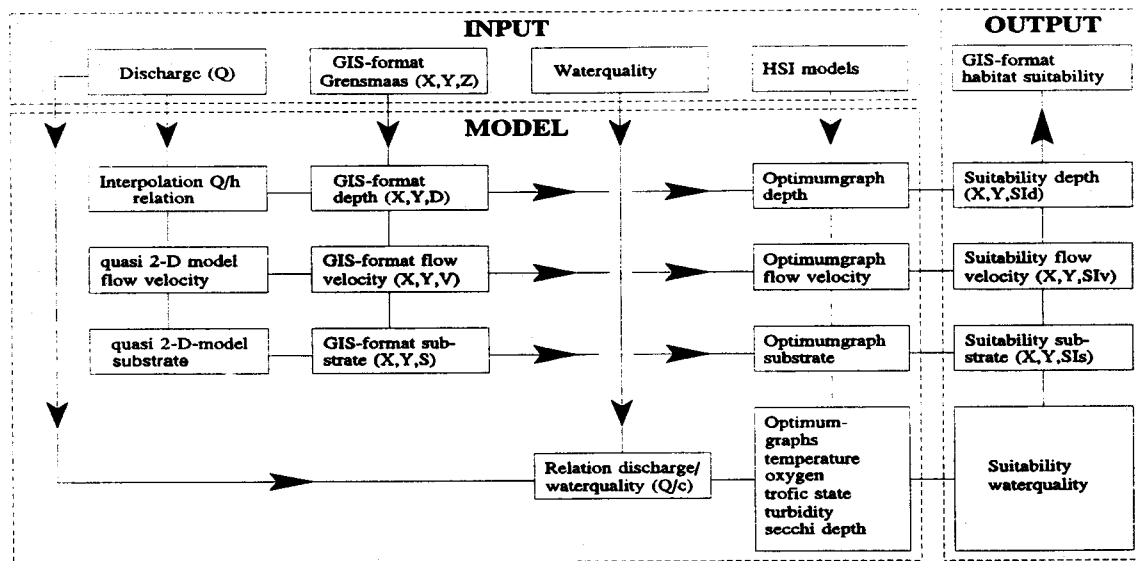 INPUT
OUTPUT
Discharge (Q)
GIS-format
Grensmaas (X,Y,Z)
Waterquality
HSI models
GIS-format
habitat suitability
MODEL
Interpolation Q/h
relation
GIS-format
depth (X,Y,D)
Optimumgraph
depth
Suitability depth
(X,Y,SId)
quasi 2-D model
flow velocity
GIS-format flow
velocity (X,Y,V)
Optimumgraph
flow velocity
Suitability flow
velocity (X,Y,SIv)
quasi 2-D-model
substrate
GIS-format sub-
strate (X,Y,S)
Optimumgraph
substrate
Suitability sub-
strate (X,Y,SIs)
Relation discharge/
waterquality (Q/c)
Optimum-
graphs
temperature
oxygen
trofic state
turbidity
secchi depth
Suitability
waterquality